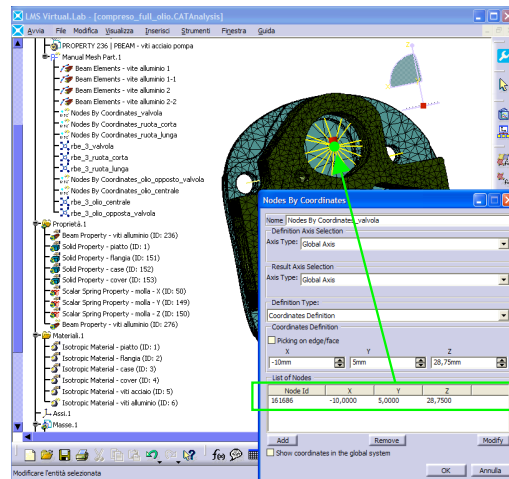 LMS Virtual.Lab - [compreso_full_olio.CATAnalysis]
Avvia File Modifica Visualizza Inserisci Strumenti Finestra Guida
PROPERTY 236 | PBEAM - viti acciaio pompa
Manual Mesh Part.1
Beam Elements - vite alluminio 1
Beam Elements - vite alluminio 1-1
Beam Elements - vite alluminio 2
Beam Elements - vite alluminio 2-2
Nodes By Coordinates_valvola
Nodes By Coordinates_ruota_corta
Nodes By Coordinates_ruota_lunga
rbe_3_valvola
rbe_3_ruota_corta
rbe_3_ruota_lunga
Nodes By Coordinates_olio_opposto_valvola
Nodes By Coordinates_olio_centrale
rbe_3_olio_centrale
rbe_3_olio_opposta_valvola
Proprietà.1
Beam Property - viti alluminio (ID: 236)
Solid Property - piatto (ID: 1)
Solid Property - flangia (ID: 151)
Solid Property - case (ID: 152)
Solid Property - cover (ID: 153)
Scalar Spring Property - molla - X (ID: 50)
Scalar Spring Property - molla - Y (ID: 149)
Scalar Spring Property - molla - Z (ID: 150)
Beam Property - viti alluminio (ID: 276)
Materiali.1
Isotropic Material - piatto (ID: 1)
Isotropic Material - flangia (ID: 2)
Isotropic Material - case (ID: 3)
Isotropic Material - cover (ID: 4)
Isotropic Material - viti acciaio (ID: 5)
Isotropic Material - viti alluminio (ID: 6)
Assi.1
Masse.1
Nodes By Coordinates
Name Nodes By Coordinates_valvola
Definition Axis Selection
Axis Type: Global Axis
Result Axis Selection
Axis Type: Global Axis
Definition Type:
Coordinates Definition
Coordinates Definition
Picking on edge/face
X Y Z
-10mm 5mm 28,75mm
List of Nodes
Node Id X Y Z
161686 -10,0000 5,0000 28,7500
Add Remove Modify
Show coordinates in the global system
OK Annulla
f(x)
Modificare l'entità selezionata